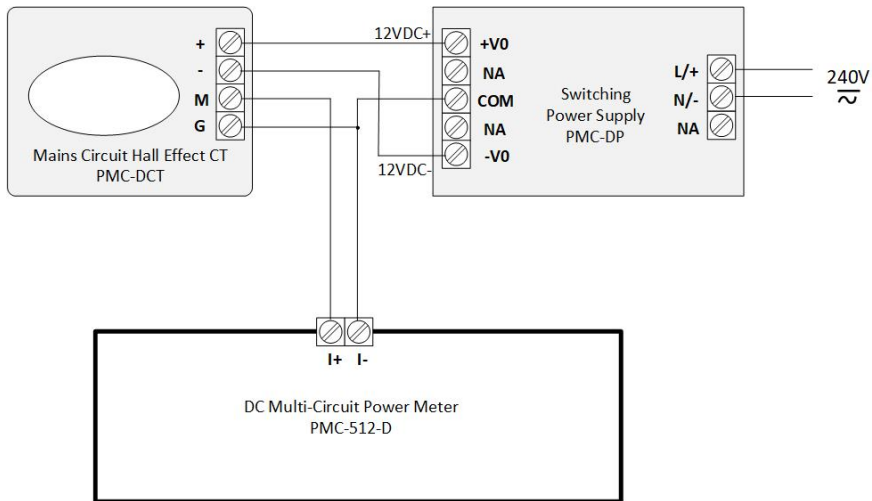 12VDC+
+
-
M
G
Mains Circuit Hall Effect CT
PMC-DCT
12VDC-
+V0
NA
COM
NA
-V0
Switching
Power Supply
PMC-DP
L/+
N/-
NA
240V
I+ I-
DC Multi-Circuit Power Meter
PMC-512-D